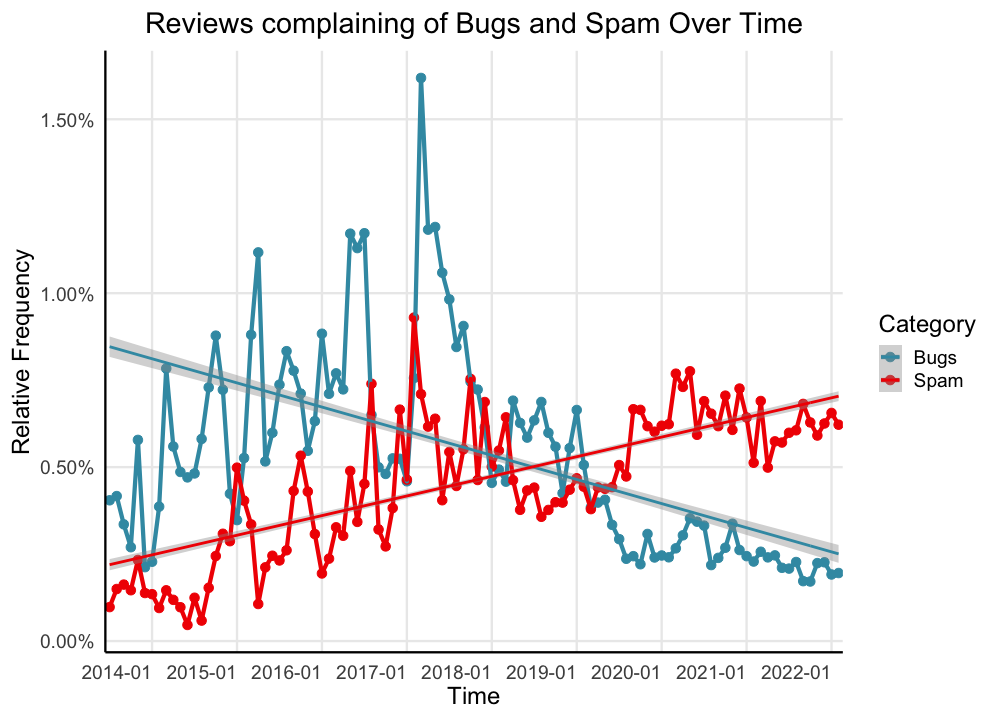 Reviews complaining of Bugs and Spam Over Time
1.50%
1.00%
0.50%
0.00%
Relative Frequency
2014-01 2015-01 2016-01 2017-01 2018-01 2019-01 2020-01 2021-01 2022-01
Time
Category
Bugs
Spam